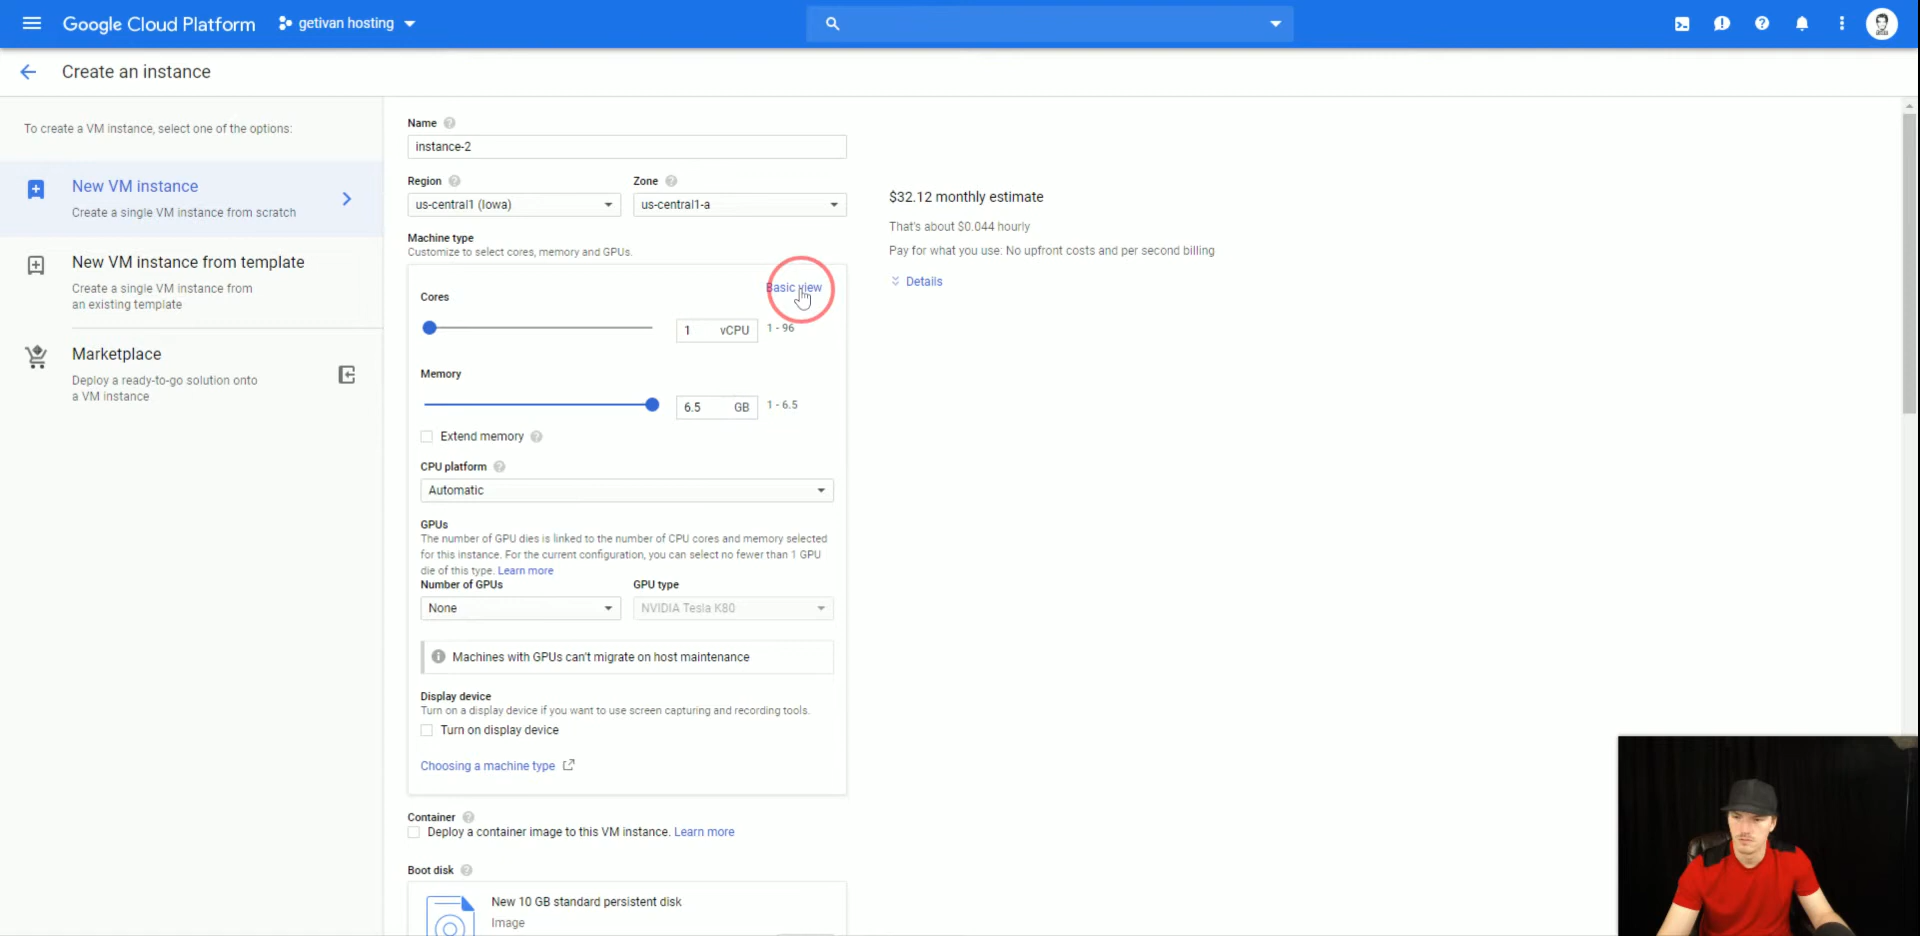 Google Cloud Platform
getivan hosting
Create an instance
To create a VM instance, select one of the options:
New VM instance
Create a single VM instance from scratch
New VM instance from template
Create a single VM instance from
an existing template
Marketplace
Deploy a ready-to-go solution onto
a VM instance
Name
instance-2
Region
Zone
us-central1 (Iowa)
us-central1-a
Machine type
Customize to select cores, memory and GPUs.
Basic view
Cores
1 vCPU
1 - 96
Memory
6.5 GB
1 - 6.5
Extend memory
CPU platform
Automatic
GPUs
The number of GPU dies is linked to the number of CPU cores and memory selected
for this instance. For the current configuration, you can select no fewer than 1 GPU
die of this type. Learn more
Number of GPUs
GPU type
None
NVIDIA Tesla K80
Machines with GPUs can't migrate on host maintenance
Display device
Turn on a display device if you want to use screen capturing and recording tools.
Turn on display device
Choosing a machine type
Container
Deploy a container image to this VM instance. Learn more
Boot disk
New 10 GB standard persistent disk
Image
$32.12 monthly estimate
That's about $0.044 hourly
Pay for what you use: No upfront costs and per second billing
Details